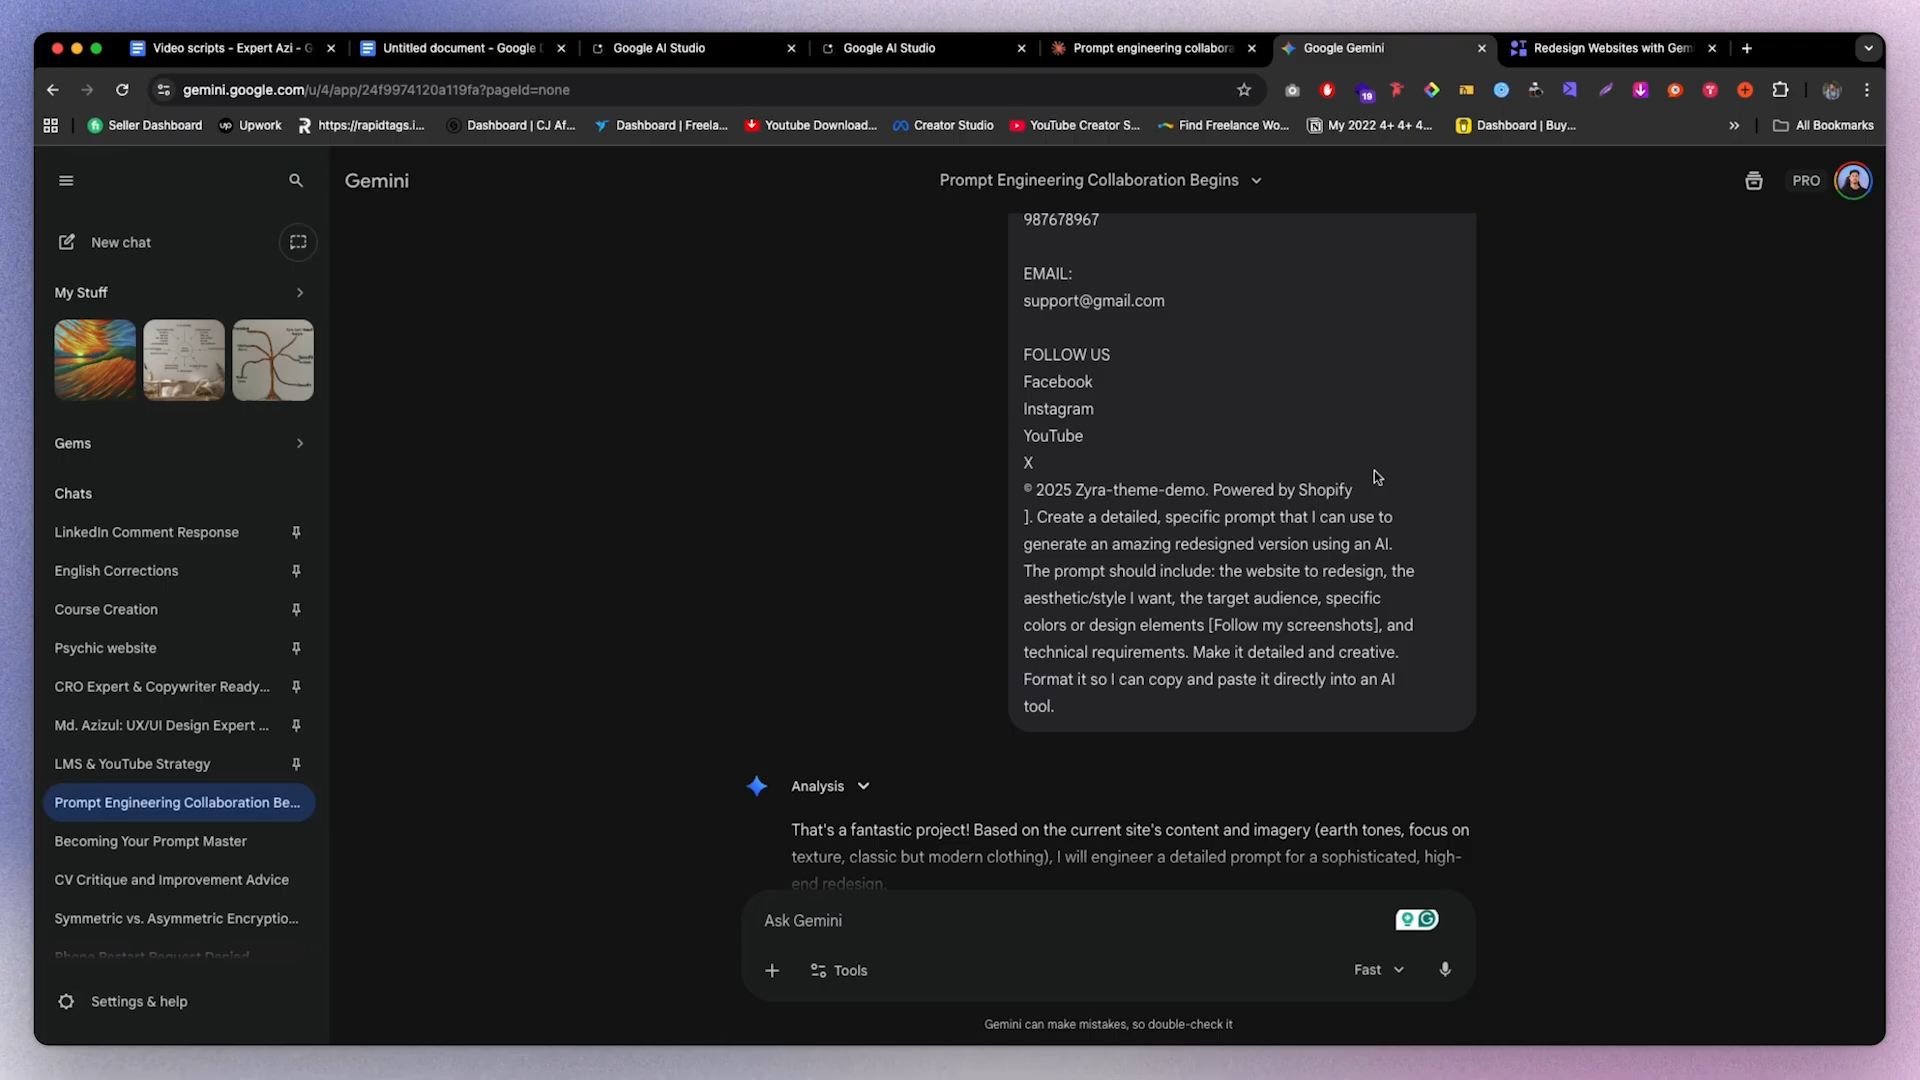 Video scripts - Expert Azi - G
Untitled document - Google D
Google AI Studio
Google AI Studio
Prompt engineering collabora
Google Gemini
Redesign Websites with Gem
gemini.google.com/u/4/app/24f9974120a119fa?pageId=none
19
Seller Dashboard
Upwork
https://rapidtags.i...
Dashboard | CJ Af...
Dashboard | Freela...
Youtube Download...
Creator Studio
YouTube Creator S...
Find Freelance Wo...
My 2022 4+ 4+ 4...
Dashboard | Buy...
All Bookmarks
Gemini
Prompt Engineering Collaboration Begins
PRO
New chat
My Stuff
Gems
Chats
LinkedIn Comment Response
English Corrections
Course Creation
Psychic website
CRO Expert & Copywriter Ready...
Md. Azizul: UX/UI Design Expert ...
LMS & YouTube Strategy
Prompt Engineering Collaboration Be...
Becoming Your Prompt Master
CV Critique and Improvement Advice
Symmetric vs. Asymmetric Encryptio...
Phone Restart Request Denied
Settings & help
987678967
EMAIL:
support@gmail.com
FOLLOW US
Facebook
Instagram
YouTube
X
© 2025 Zyra-theme-demo. Powered by Shopify
]. Create a detailed, specific prompt that I can use to
generate an amazing redesigned version using an AI.
The prompt should include: the website to redesign, the
aesthetic/style I want, the target audience, specific
colors or design elements [Follow my screenshots], and
technical requirements. Make it detailed and creative.
Format it so I can copy and paste it directly into an AI
tool.
Analysis
That's a fantastic project! Based on the current site's content and imagery (earth tones, focus on
texture, classic but modern clothing), I will engineer a detailed prompt for a sophisticated, high-
end redesign.
Ask Gemini
Tools
Fast
Gemini can make mistakes, so double-check it